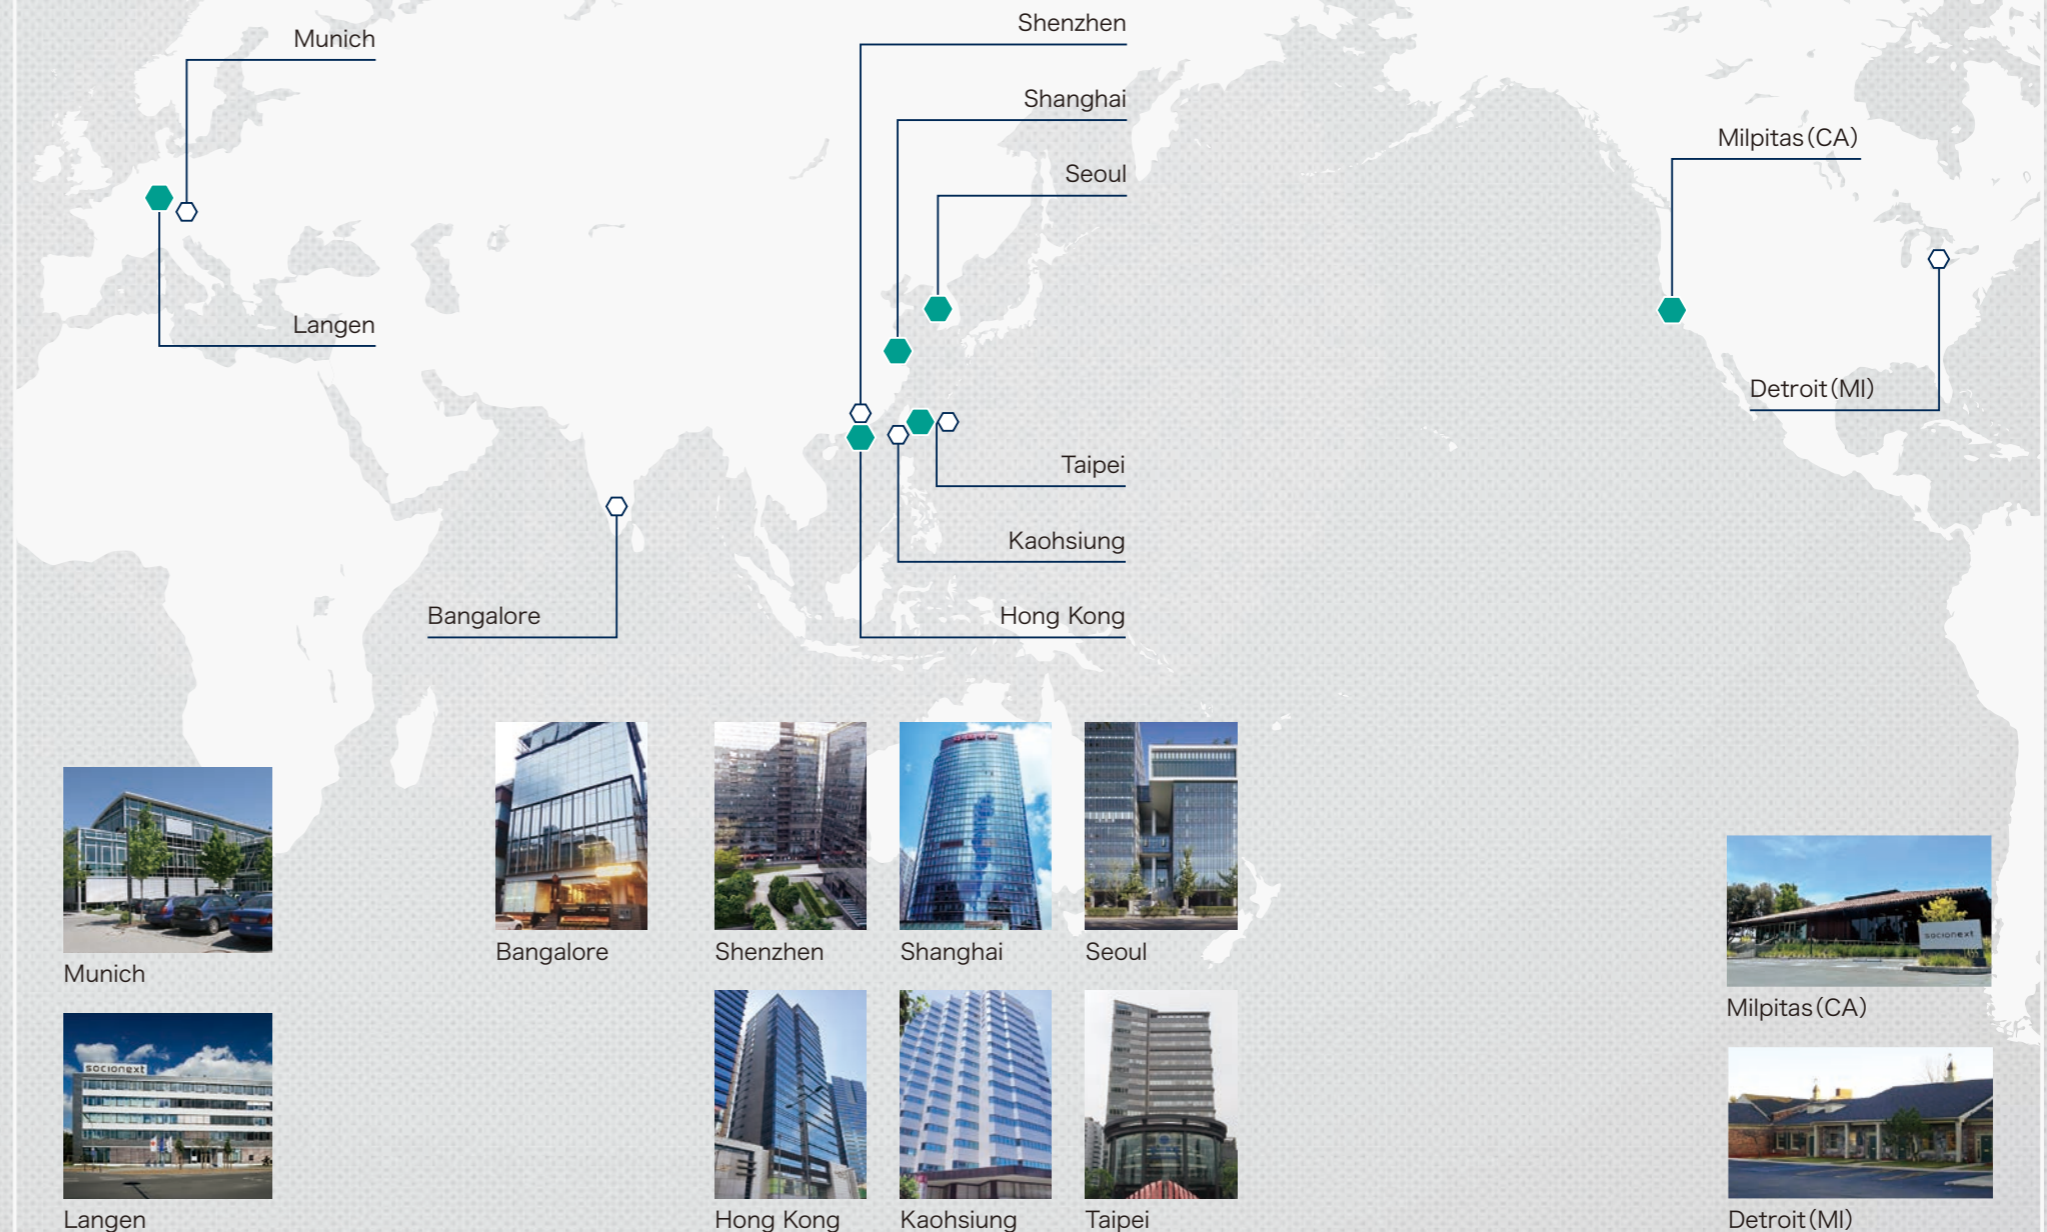 Munich
Langen
Shenzhen
Shanghai
Seoul
Taipei
Kaohsiung
Hong Kong
Bangalore
Milpitas(CA)
Detroit(MI)
Munich
socionext
Langen
Bangalore
Shenzhen
Shanghai
Seoul
Hong Kong
Kaohsiung
Taipei
socionext
Milpitas(CA)
Detroit(MI)